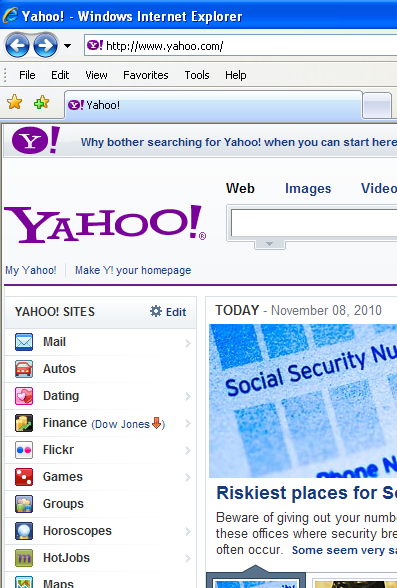 Yahoo! - Windows Internet Explorer
http://www.yahoo.com/
File Edit View Favorites Tools Help
Yahoo!
Y! Why bother searching for Yahoo! when you can start here
Web Images Video
YAHOO!®
My Yahoo! Make Y! your homepage
YAHOO! SITES Edit
TODAY - November 08, 2010
Mail
Autos
Dating
Finance (Dow Jones)
Flickr
Games
Groups
Horoscopes
HotJobs
Maps
Social Security Nu
Phone N
Riskiest places for S
Beware of giving out your numb
these offices where security bre
often occur. Some seem very sa